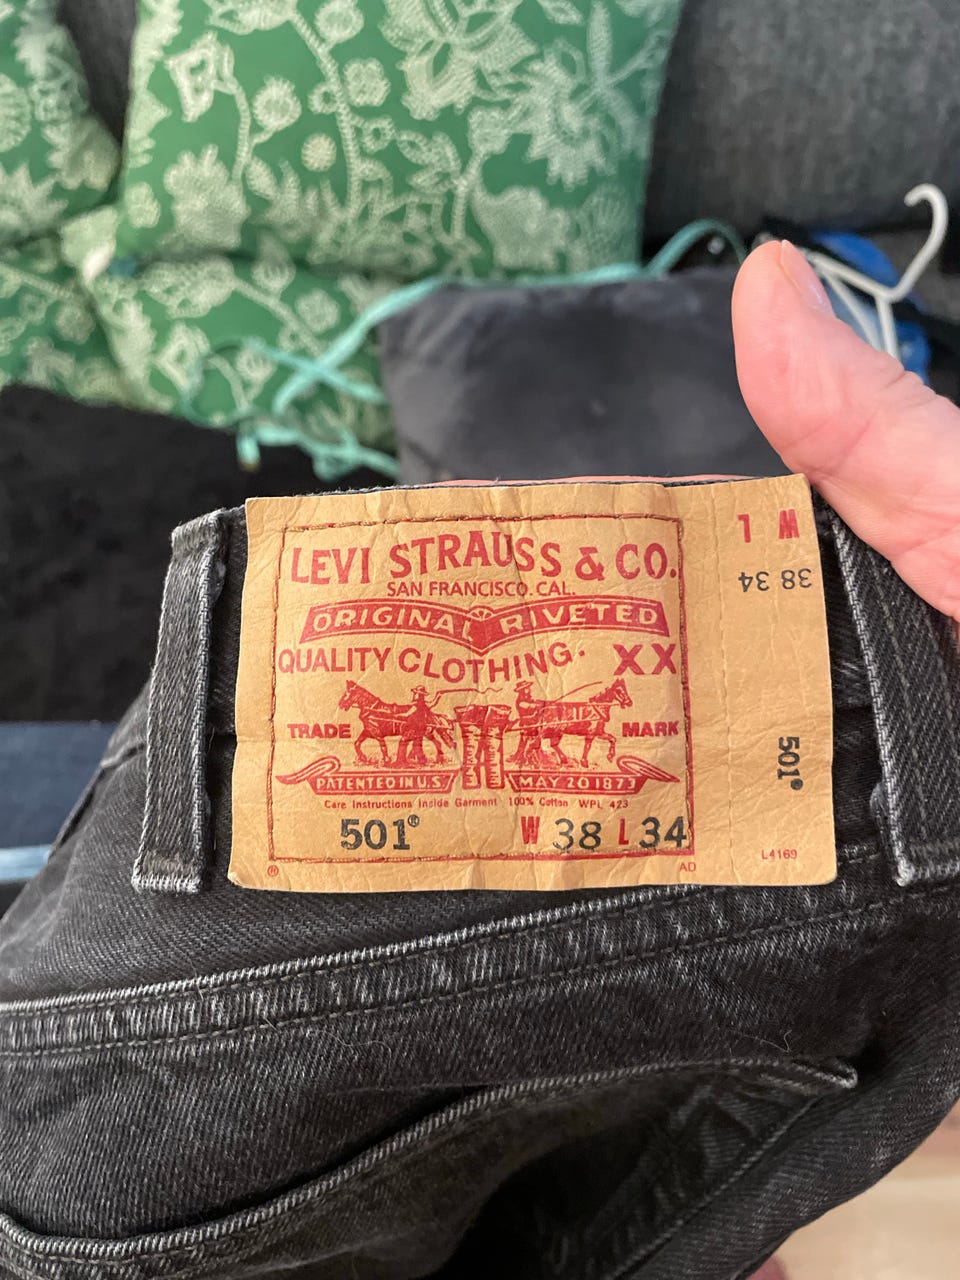 LEVI STRAUSS & CO.
SAN FRANCISCO. CAL.
ORIGINAL RIVETED
QUALITY CLOTHING. XX
TRADE MARK
PATENTED IN U.S. MAY 20 1873
Care Instructions Inside Garment 100% Cotton WPL 423
501® W 38 L 34
® AD
W L
38 34
501®
L4169